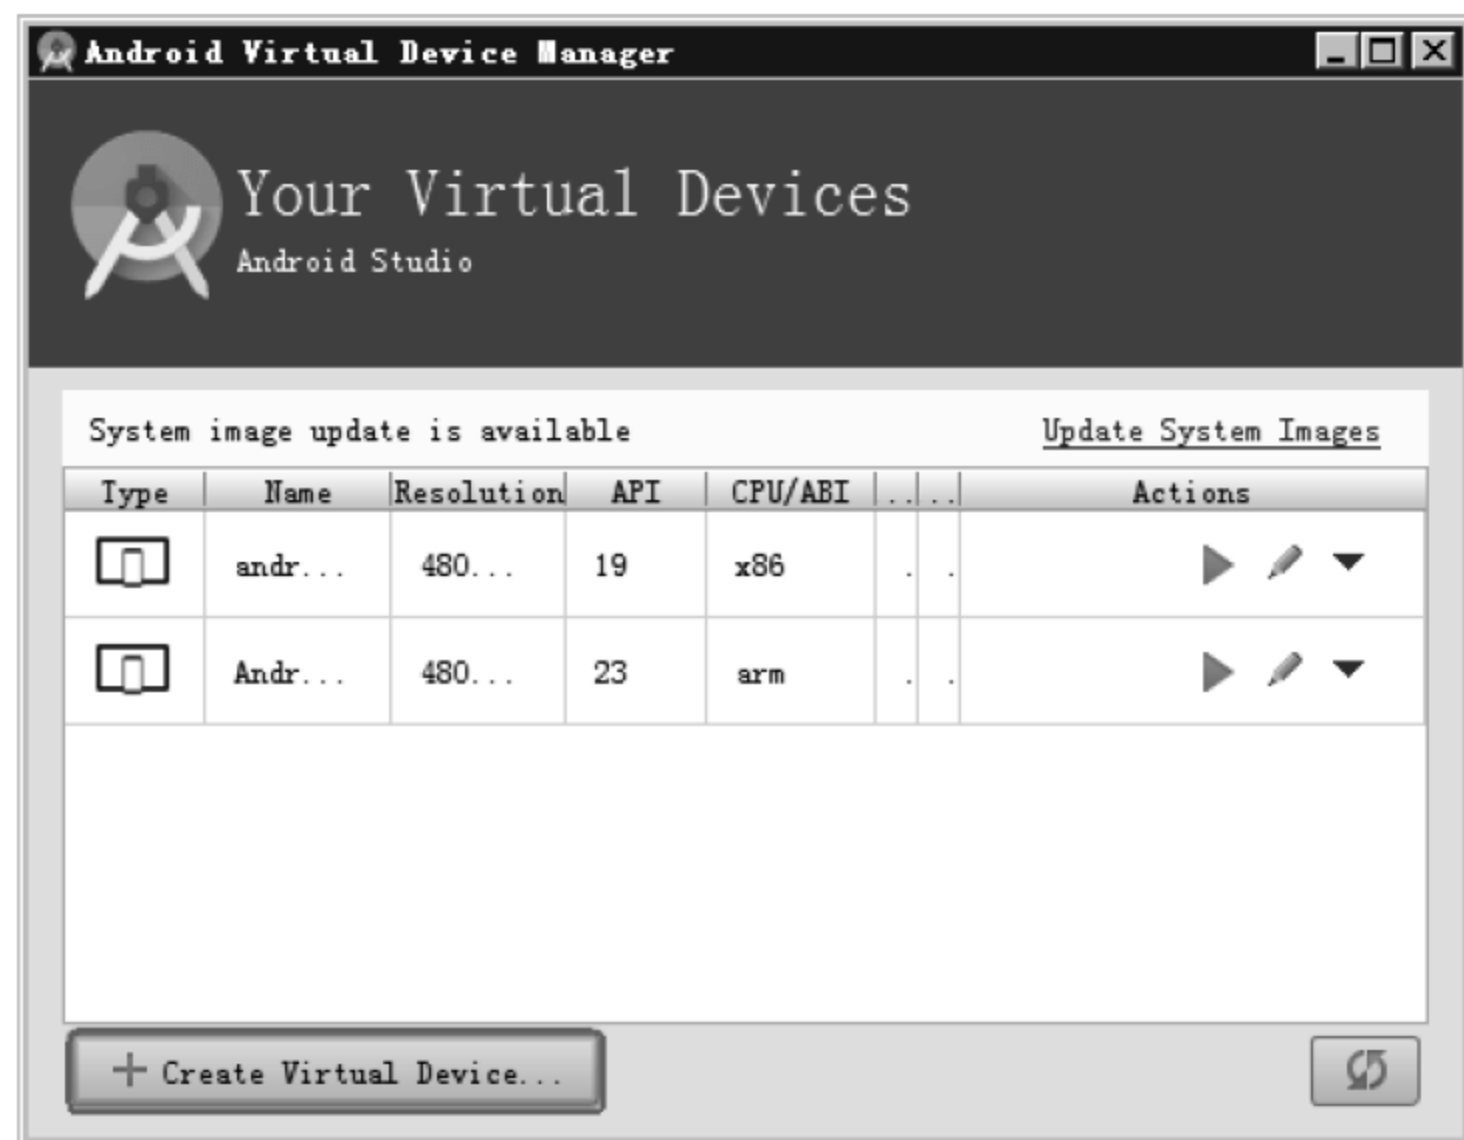 Android Virtual Device Manager
Your Virtual Devices
Android Studio
System image update is available Update System Images
Type Name Resolution API CPU/ABI .. .. Actions
andr... 480... 19 x86 . .
Andr... 480... 23 arm . .
+ Create Virtual Device...